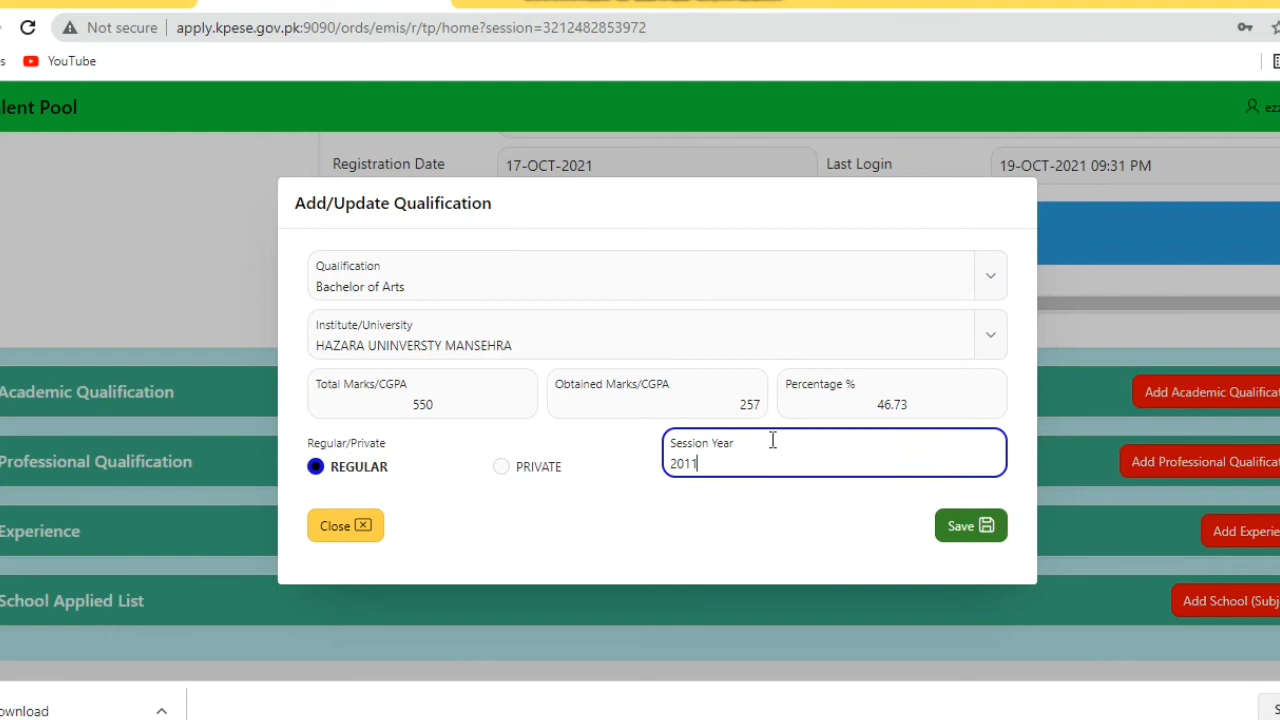 Not secure
apply.kpese.gov.pk:9090/ords/emis/r/tp/home?session=3212482853972
s
YouTube
lent Pool
ez
Registration Date
17-OCT-2021
Last Login
19-OCT-2021 09:31 PM
Add/Update Qualification
Qualification
Bachelor of Arts
Institute/University
HAZARA UNINVERSTY MANSEHRA
Total Marks/CGPA
550
Obtained Marks/CGPA
257
Percentage %
46.73
Regular/Private
REGULAR
PRIVATE
Session Year
2011
Close
Save
Academic Qualification
Add Academic Qualifica
Professional Qualification
Add Professional Qualifica
Experience
Add Experie
School Applied List
Add School (Subj
ownload
S